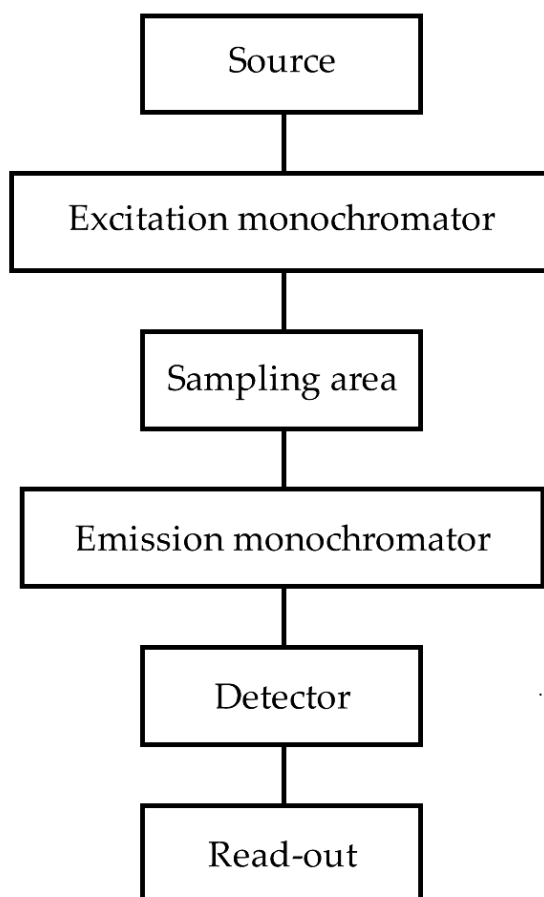 Source
Excitation monochromator
Sampling area
Emission monochromator
Detector
Read-out